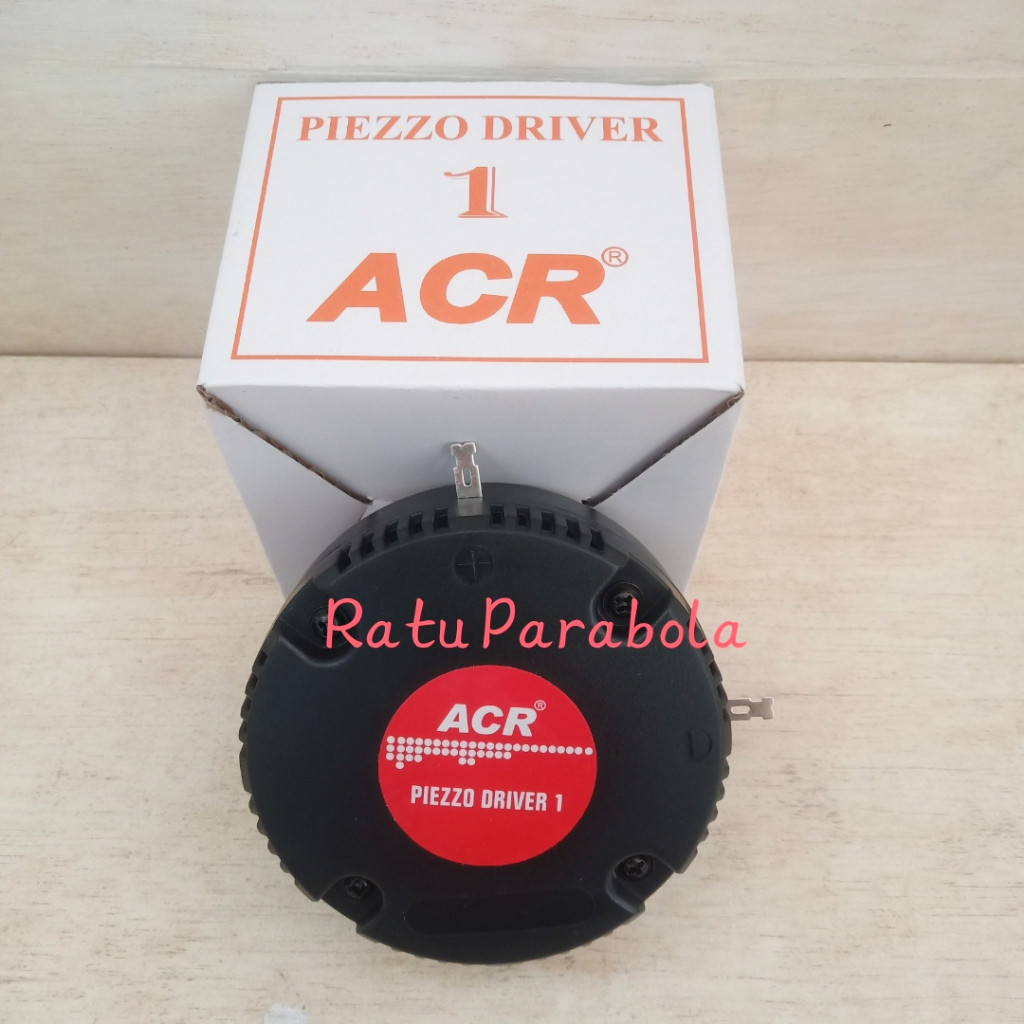 PIEZZO DRIVER
1
ACR®
Ratu Parabola
ACR®
PIEZZO DRIVER 1